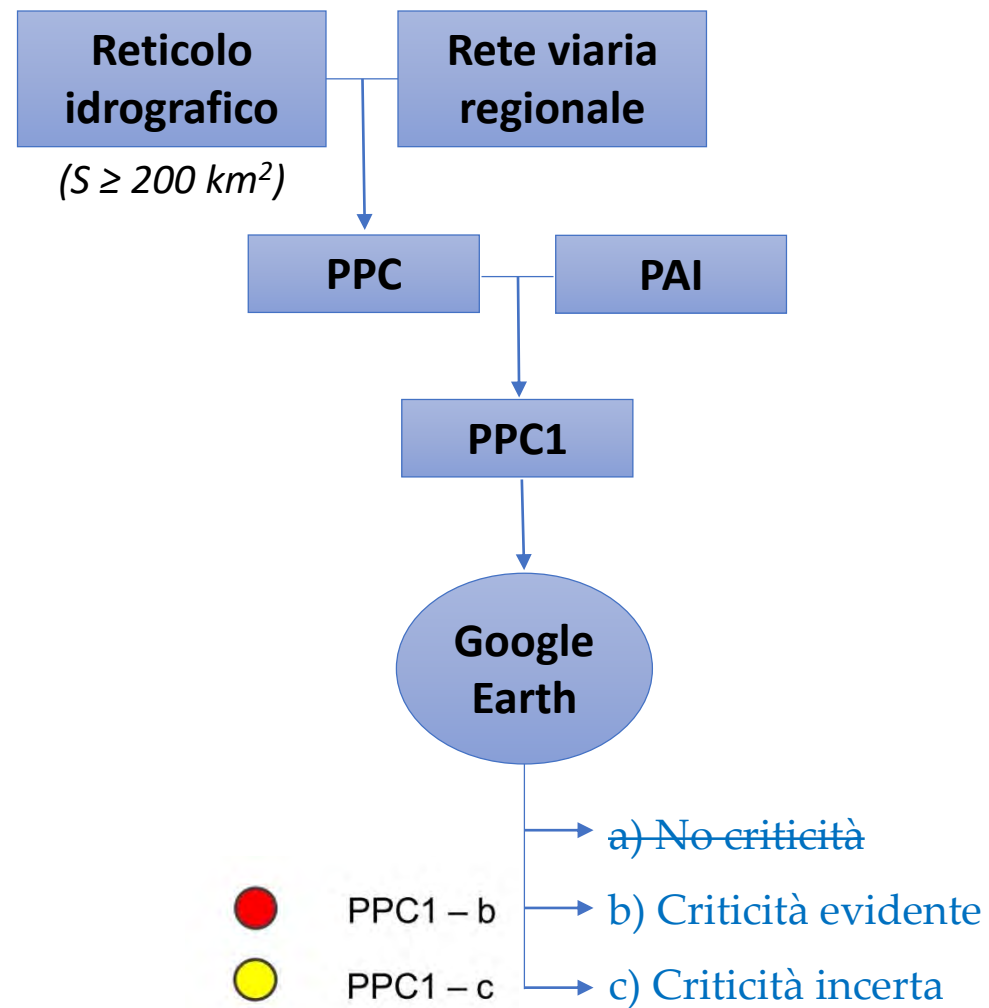 Reticolo
idrografico
Rete viaria
regionale
(S ≥ 200 km²)
PPC
PAI
PPC1
Google
Earth
a) No criticità
PPC1 – b
b) Criticità evidente
PPC1 – c
c) Criticità incerta